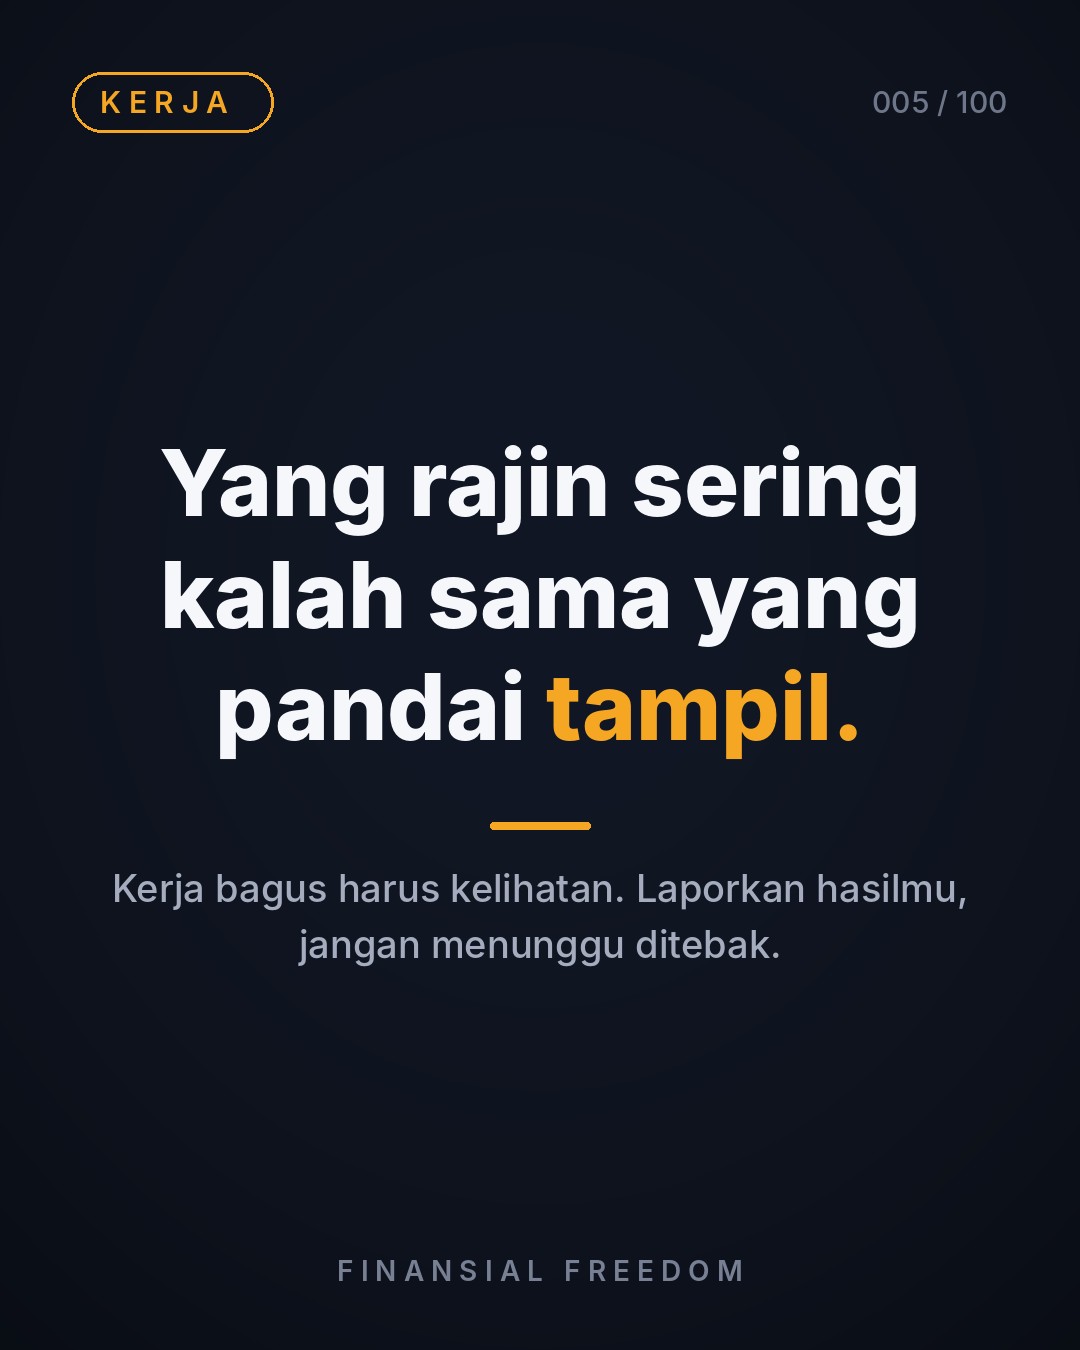 KERJA
005 / 100
Yang rajin sering
kalah sama yang
pandai tampil.
Kerja bagus harus kelihatan. Laporkan hasilmu,
jangan menunggu ditebak.
FINANSIAL FREEDOM